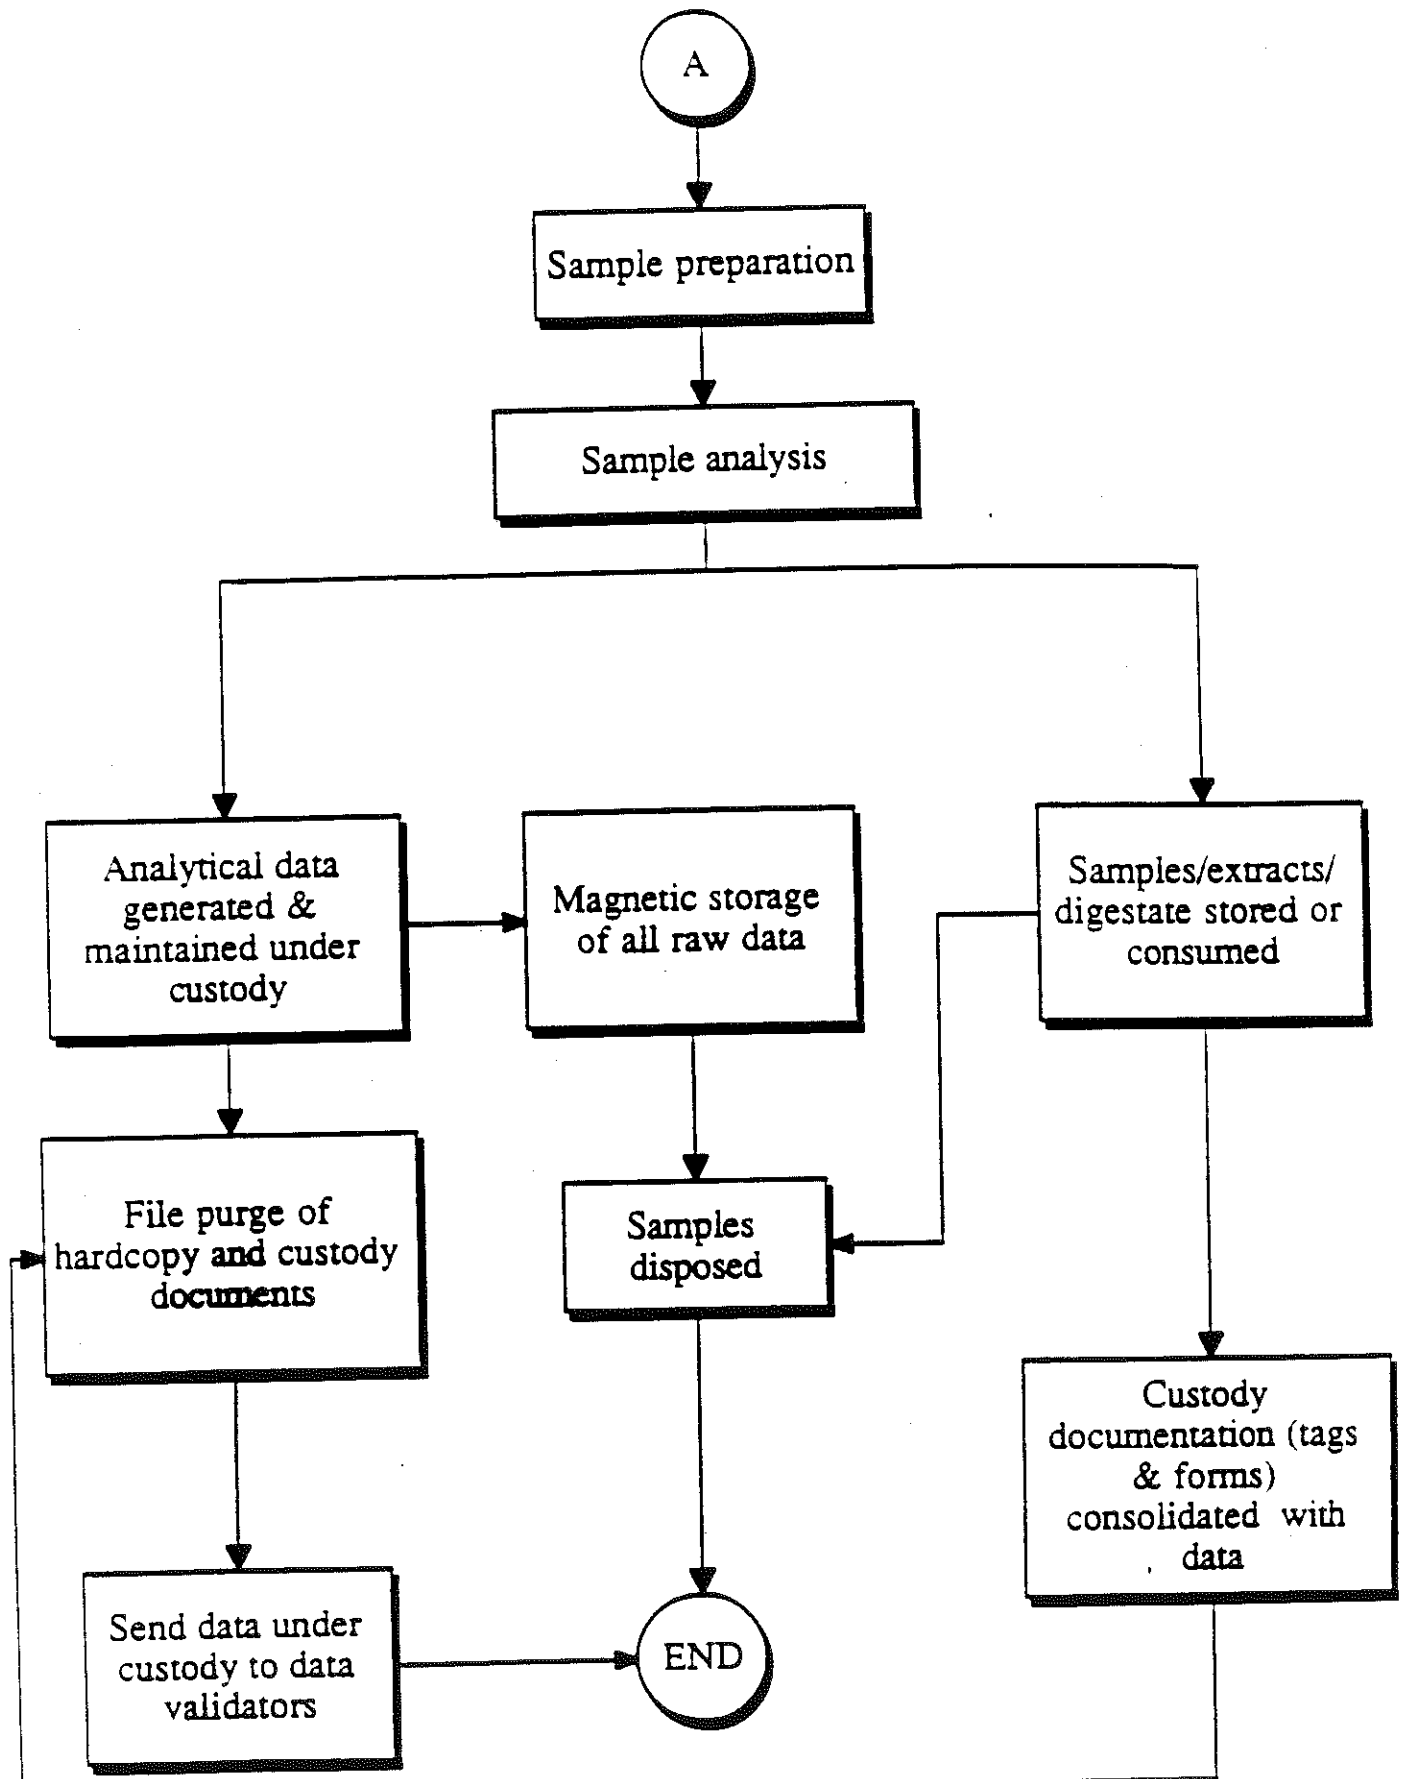 A
Sample preparation
Sample analysis
Analytical data
generated &
maintained under
custody
Magnetic storage
of all raw data
Samples/extracts/
digestate stored or
consumed
File purge of
hardcopy and custody
documents
Samples
disposed
Custody
documentation (tags
& forms)
consolidated with
data
Send data under
custody to data
validators
END